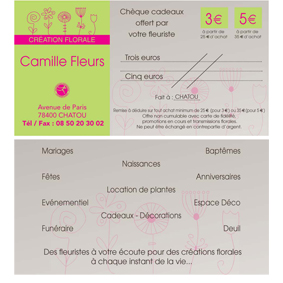 CRÉATION FLORALE
Camille Fleurs
Avenue de Paris
78400 CHATOU
Tél / Fax : 08 50 20 30 02
Chèque cadeaux
offert par
votre fleuriste
3€
à partir de
25 € d'achat
5€
à partir de
35 € d'achat
Trois euros
Cinq euros
Fait à : CHATOU
Remise à déduire sur tout achat minimum de 25 € (pour 3 €) ou 35 € (pour 5 €)
Offre non cumulable avec carte de fidélité,
promotions en cours et transmissions florales.
Ne peut être échangé en contrepartie d'argent.
Mariages
Baptêmes
Naissances
Fêtes
Anniversaires
Location de plantes
Evénementiel
Espace Déco
Cadeaux - Décorations
Funéraire
Deuil
Des fleuristes à votre écoute pour des créations florales
à chaque instant de la vie...